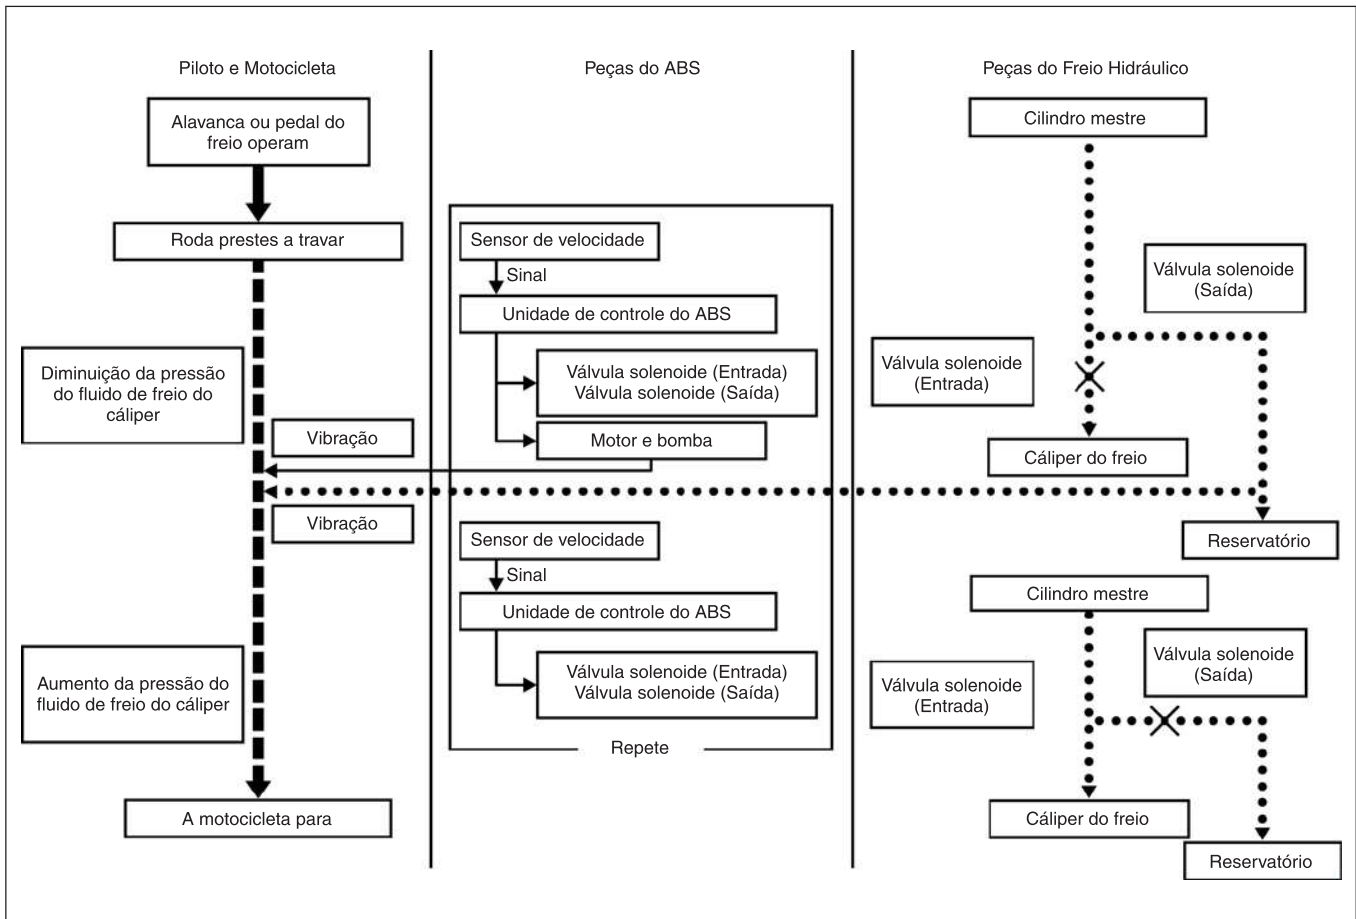 Piloto e Motocicleta
Alavanca ou pedal do
freio operam
Roda prestes a travar
Diminuição da pressão
do fluido de freio do
cáliper
Vibração
Vibração
Aumento da pressão do
fluido de freio do cáliper
A motocicleta para
Peças do ABS
Sensor de velocidade
Sinal
Unidade de controle do ABS
Válvula solenoide (Entrada)
Válvula solenoide (Saída)
Motor e bomba
Sensor de velocidade
Sinal
Unidade de controle do ABS
Válvula solenoide (Entrada)
Válvula solenoide (Saída)
Repete
Peças do Freio Hidráulico
Cilindro mestre
Válvula solenoide
(Saída)
Válvula solenoide
(Entrada)
Cáliper do freio
Reservatório
Cilindro mestre
Válvula solenoide
(Saída)
Válvula solenoide
(Entrada)
Cáliper do freio
Reservatório